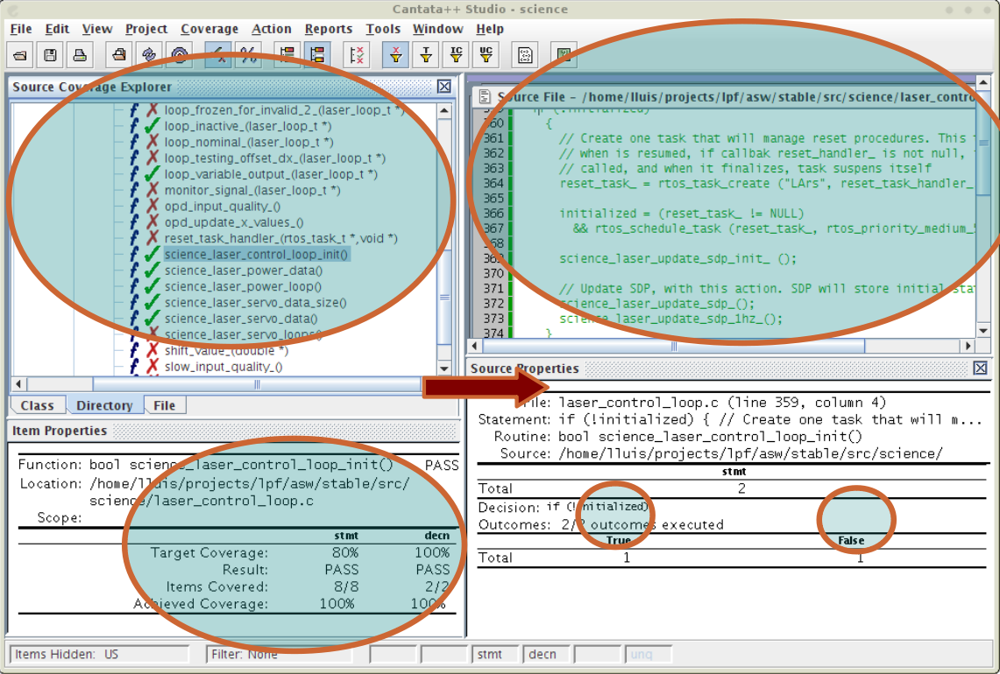 Cantata++ Studio - science
File Edit View Project Coverage Action Reports Tools Window Help
Source Coverage Explorer
loop_frozen_for_invalid_2_(laser_loop_t *)
loop_inactive_(laser_loop_t *)
loop_nominal_(laser_loop_t *)
loop_testing_offset_dx_(laser_loop_t *)
loop_variable_output_(laser_loop_t *)
monitor_signal_(laser_loop_t *)
opd_input_quality_()
opd_update_x_values_()
reset_task_handler_(rtos_task_t *,void *)
science_laser_control_loop_init()
science_laser_power_data()
science_laser_power_loop()
science_laser_servo_data_size()
science_laser_servo_data()
science_laser_servo_loops()
shift_value_(double *)
slow_input_quality_()
Class Directory File
Source File - /home/lluis/projects/lpf/asw/stable/src/science/laser_contro
360 {
361 // Create one task that will manage reset procedures. This
362 // when is resumed, if callbak reset_handler_ is not null,
363 // called, and when it finalizes, task suspens itself
364 reset_task_ = rtos_task_create ("LArs", reset_task_handler_
365
366 initialized = (reset_task_ != NULL)
367 && rtos_schedule_task (reset_task_, rtos_priority_medium_
368
369 science_laser_update_sdp_init_ ();
370
371 // Update SDP, with this action. SDP will store initial sta
372 science_laser_update_sdp_();
373 science_laser_update_sdp_1hz_();
374 }
Item Properties
Function: bool science_laser_control_loop_init() PASS
Location: /home/lluis/projects/lpf/asw/stable/src/
science/laser_control_loop.c
Scope:
stmt decn
Target Coverage: 80% 100%
Result: PASS PASS
Items Covered: 8/8 2/2
Achieved Coverage: 100% 100%
Source Properties
File: laser_control_loop.c (line 359, column 4)
Statement: if (!initialized) { // Create one task that will m...
Routine: bool science_laser_control_loop_init()
Source: /home/lluis/projects/lpf/asw/stable/src/science/
stmt
Total 2
Decision: if (!initialized)
Outcomes: 2/2 outcomes executed
True False
Total 1 1
Items Hidden: US Filter: None stmt decn unq